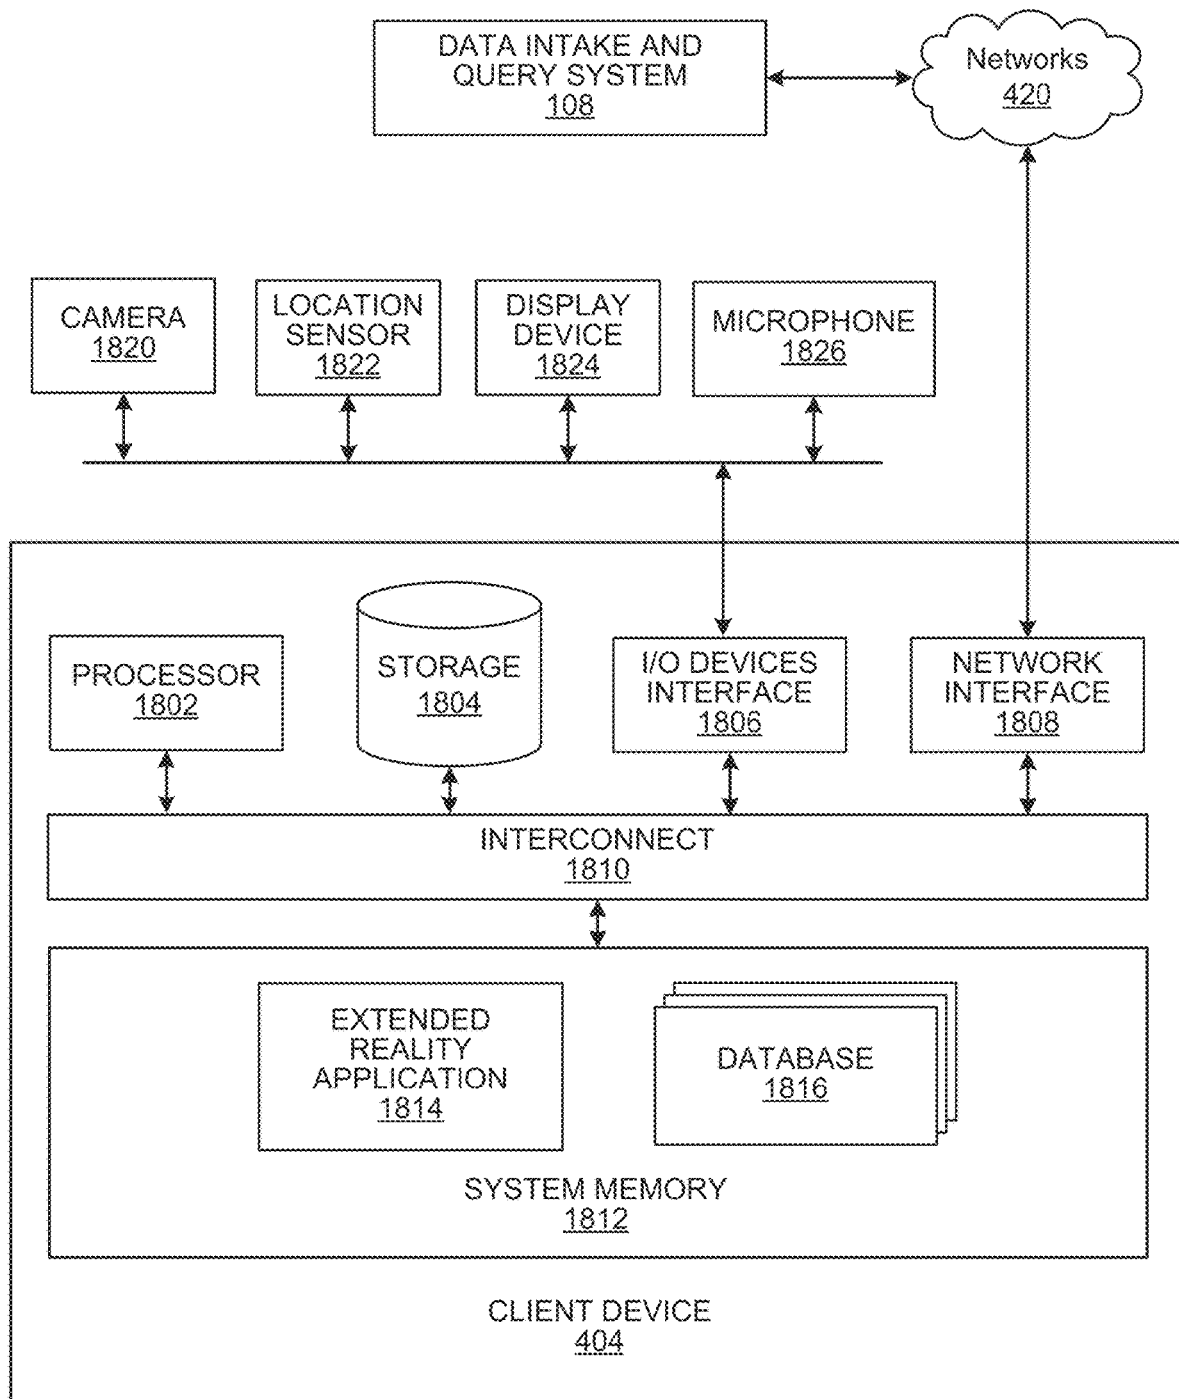 DATA INTAKE AND
QUERY SYSTEM
108
Networks
420
CAMERA
1820
LOCATION
SENSOR
1822
DISPLAY
DEVICE
1824
MICROPHONE
1826
PROCESSOR
1802
STORAGE
1804
I/O DEVICES
INTERFACE
1806
NETWORK
INTERFACE
1808
INTERCONNECT
1810
EXTENDED
REALITY
APPLICATION
1814
DATABASE
1816
SYSTEM MEMORY
1812
CLIENT DEVICE
404